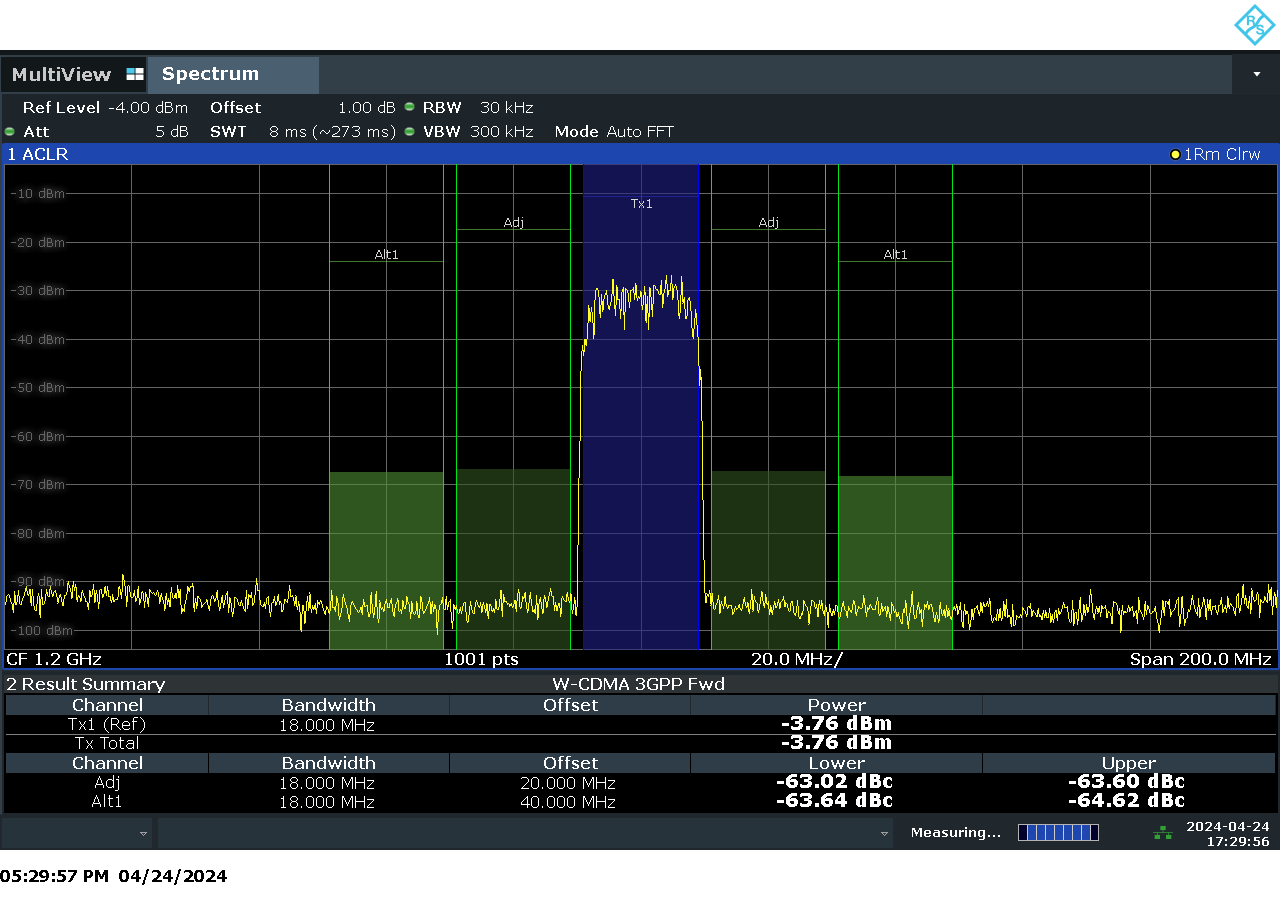 R S
MultiView Spectrum
Ref Level -4.00 dBm Offset 1.00 dB RBW 30 kHz
Att 5 dB SWT 8 ms (~273 ms) VBW 300 kHz Mode Auto FFT
1 ACLR 1Rm Clrw
-10 dBm
Tx1
Adj Adj
-20 dBm
Alt1 Alt1
-30 dBm
-40 dBm
-50 dBm
-60 dBm
-70 dBm
-80 dBm
-90 dBm
-100 dBm
CF 1.2 GHz 1001 pts 20.0 MHz/ Span 200.0 MHz
2 Result Summary W-CDMA 3GPP Fwd
Channel Bandwidth Offset Power
Tx1 (Ref) 18.000 MHz -3.76 dBm
Tx Total -3.76 dBm
Channel Bandwidth Offset Lower Upper
Adj 18.000 MHz 20.000 MHz -63.02 dBc -63.60 dBc
Alt1 18.000 MHz 40.000 MHz -63.64 dBc -64.62 dBc
Measuring... 2024-04-24
17:29:56
05:29:57 PM 04/24/2024